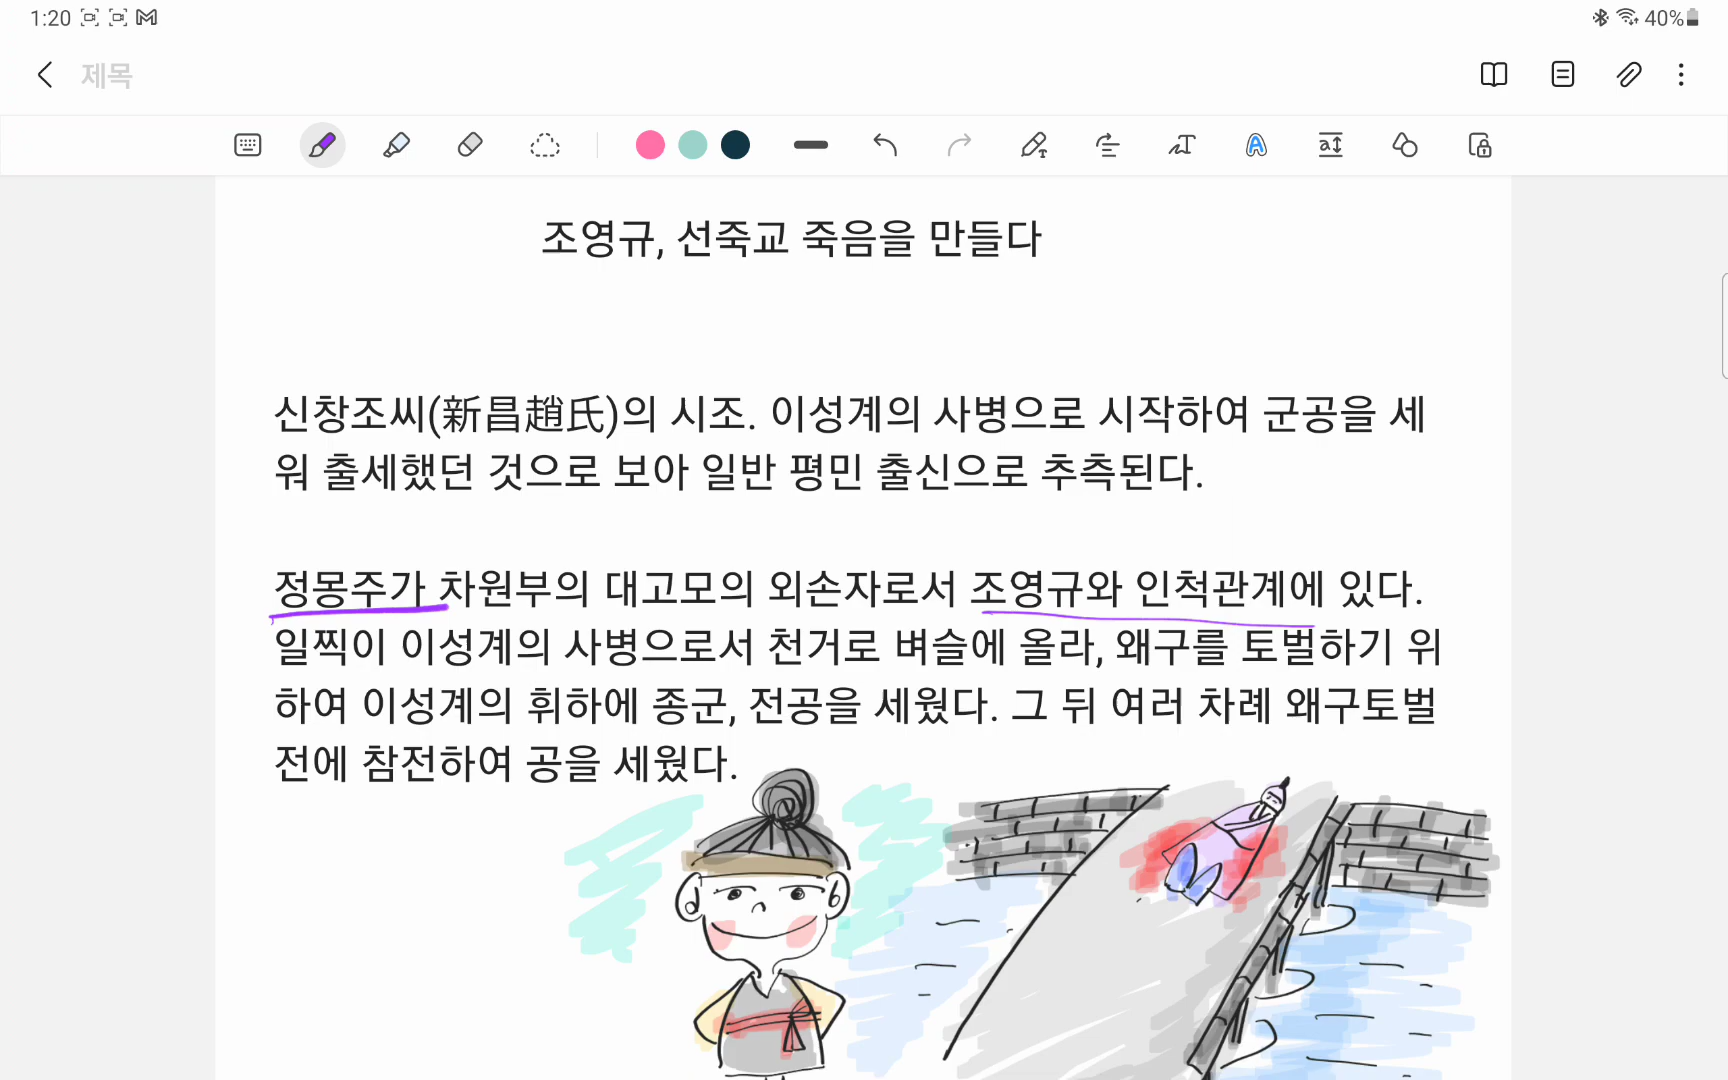 1:20
40%
제목
조영규, 선죽교 죽음을 만들다
신창조씨(新昌趙氏)의 시조. 이성계의 사병으로 시작하여 군공을 세
워 출세했던 것으로 보아 일반 평민 출신으로 추측된다.
정몽주가 차원부의 대고모의 외손자로서 조영규와 인척관계에 있다.
일찍이 이성계의 사병으로서 천거로 벼슬에 올라, 왜구를 토벌하기 위
하여 이성계의 휘하에 종군, 전공을 세웠다. 그 뒤 여러 차례 왜구토벌
전에 참전하여 공을 세웠다.